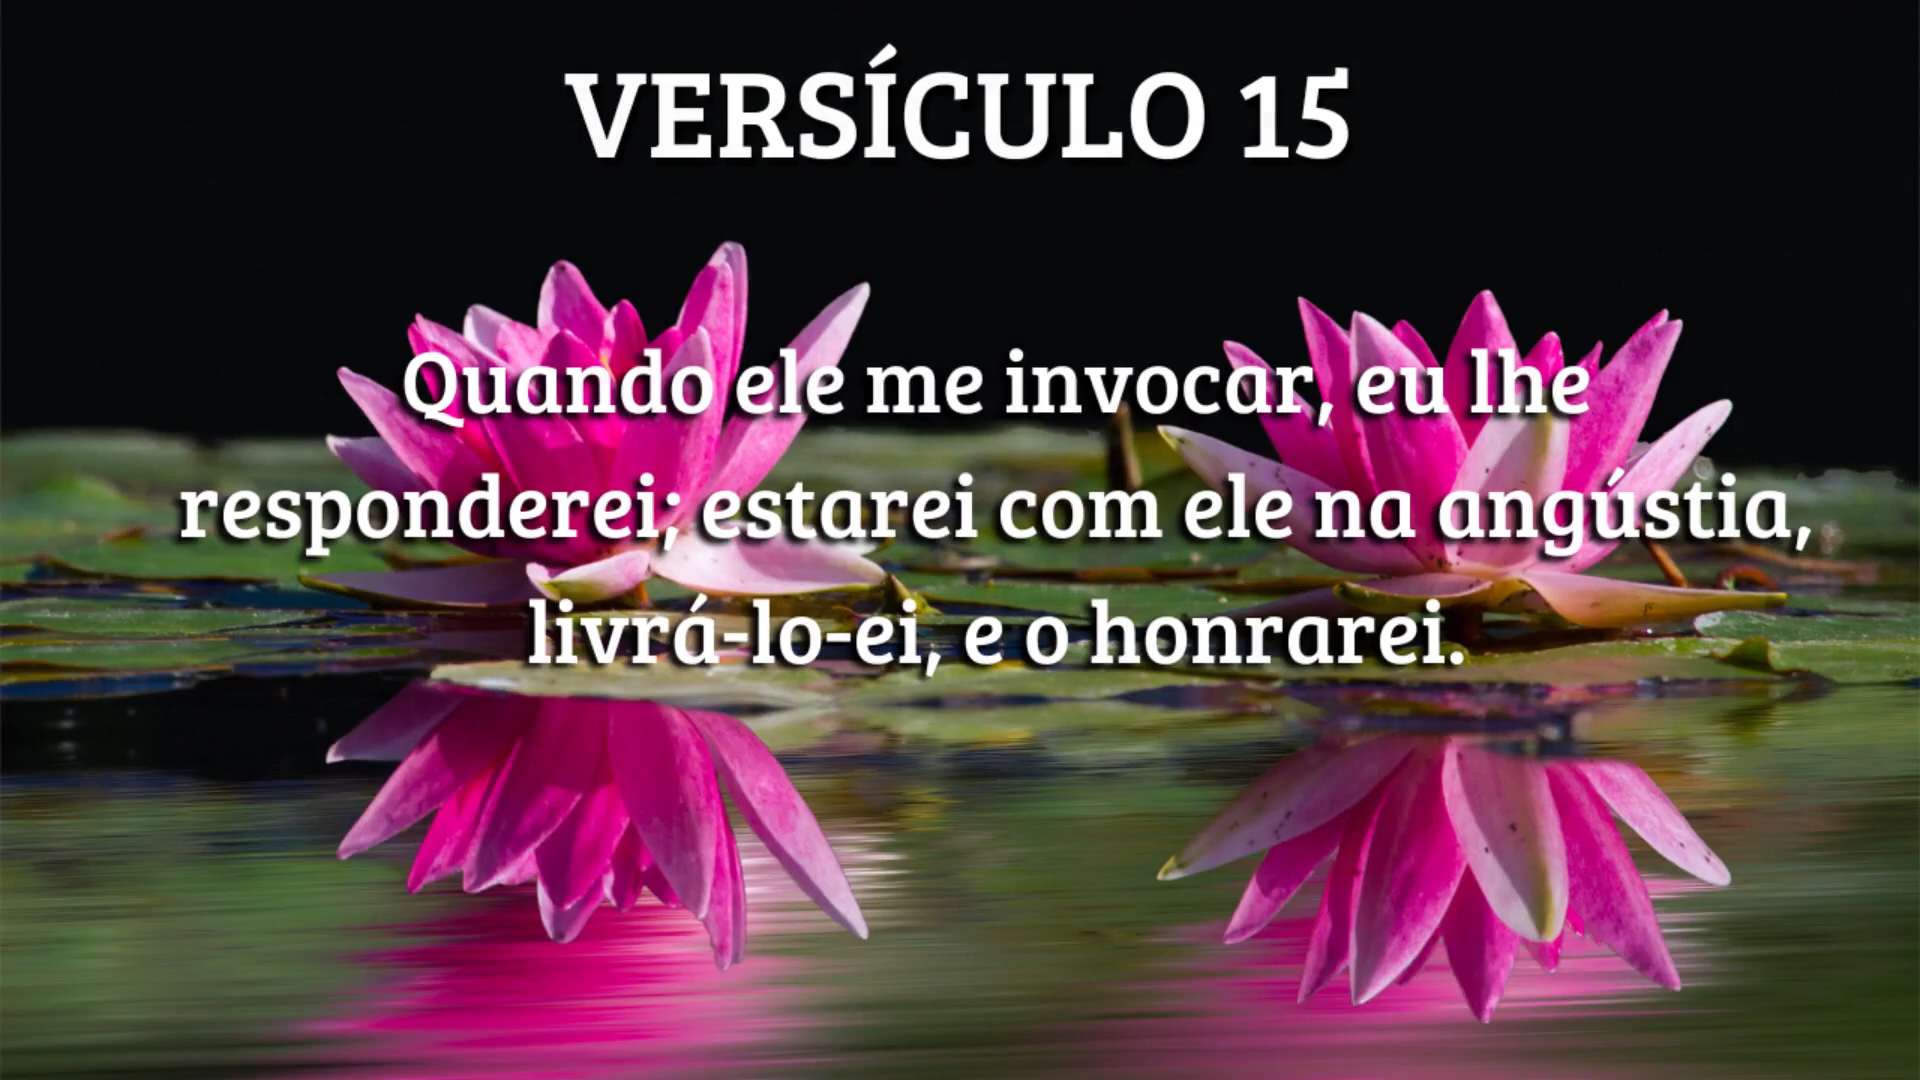 VERSÍCULO 15
Quando ele me invocar, eu lhe
responderei; estarei com ele na angústia,
livrá-lo-ei, e o honrarei.